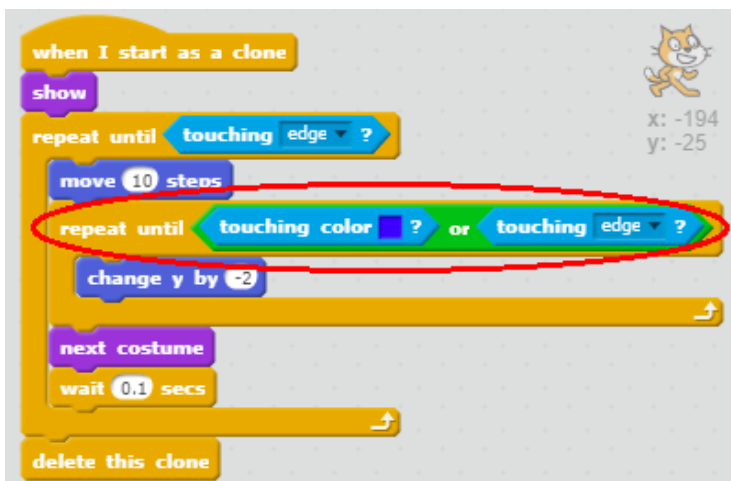 when I start as a clone
show
x: -194
repeat until touching edge ?
y: -25
move 10 steps
repeat until touching color ? or touching edge ?
change y by -2
next costume
wait 0.1 secs
delete this clone